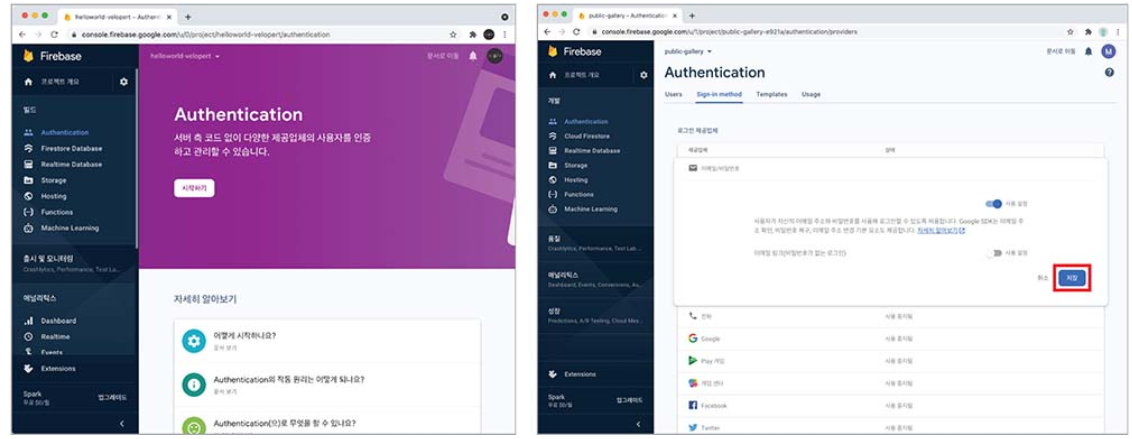 helloworld-velopert - Authent
console.firebase.google.com/u/0/project/helloworld-velopert/authentication
Firebase
helloworld-velopert
문서로 이동
프로젝트 개요
빌드
Authentication
Firestore Database
Realtime Database
Storage
Hosting
Functions
Machine Learning
출시 및 모니터링
Crashlytics, Performance, Test La...
애널리틱스
Dashboard
Realtime
Events
Extensions
Spark
무료 $0/월
업그레이드
Authentication
서버 측 코드 없이 다양한 제공업체의 사용자를 인증
하고 관리할 수 있습니다.
시작하기
자세히 알아보기
어떻게 시작하나요?
문서 보기
Authentication의 작동 원리는 어떻게 되나요?
문서 보기
Authentication(으)로 무엇을 할 수 있나요?
public-gallery - Authentication
console.firebase.google.com/u/1/project/public-gallery-e921a/authentication/providers
Firebase
public-gallery
문서로 이동
M
프로젝트 개요
개발
Authentication
Cloud Firestore
Realtime Database
Storage
Hosting
Functions
Machine Learning
품질
Crashlytics, Performance, Test Lab...
애널리틱스
Dashboard, Events, Conversions, Au...
성장
Predictions, A/B Testing, Cloud Mes...
Extensions
Spark
무료 $0/월
업그레이드
Authentication
Users Sign-in method Templates Usage
로그인 제공업체
제공업체 상태
이메일/비밀번호
사용 설정
사용자가 자신의 이메일 주소와 비밀번호를 사용해 로그인할 수 있도록 허용합니다. Google SDK는 이메일 주
소 확인, 비밀번호 복구, 이메일 주소 변경 기본 요소도 제공합니다. 자세히 알아보기
이메일 링크(비밀번호가 없는 로그인)
사용 설정
취소 저장
전화 사용 중지됨
Google 사용 중지됨
Play 게임 사용 중지됨
게임 센터 사용 중지됨
Facebook 사용 중지됨
Twitter 사용 중지됨